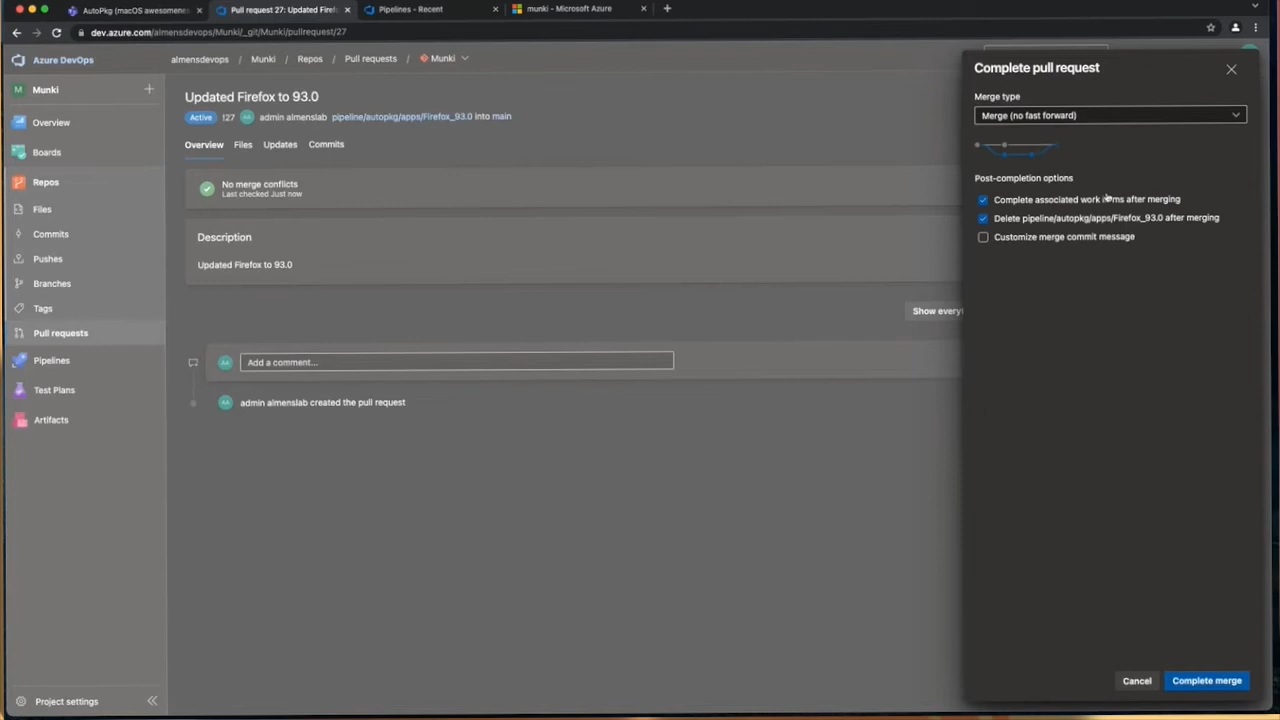 AutoPkg (macOS awesomenes
Pull request 27: Updated Firef
Pipelines - Recent
munki - Microsoft Azure
dev.azure.com/almensdevops/Munki/_git/Munki/pullrequest/27
Azure DevOps
almensdevops / Munki / Repos / Pull requests / Munki
M Munki
Overview
Boards
Repos
Files
Commits
Pushes
Branches
Tags
Pull requests
Pipelines
Test Plans
Artifacts
Project settings
Updated Firefox to 93.0
Active !27 AA admin almenslab pipeline/autopkg/apps/Firefox_93.0 into main
Overview Files Updates Commits
No merge conflicts
Last checked Just now
Description
Updated Firefox to 93.0
Show everyt
AA Add a comment...
AA admin almenslab created the pull request
Complete pull request
Merge type
Merge (no fast forward)
Post-completion options
Complete associated work items after merging
Delete pipeline/autopkg/apps/Firefox_93.0 after merging
Customize merge commit message
Cancel
Complete merge